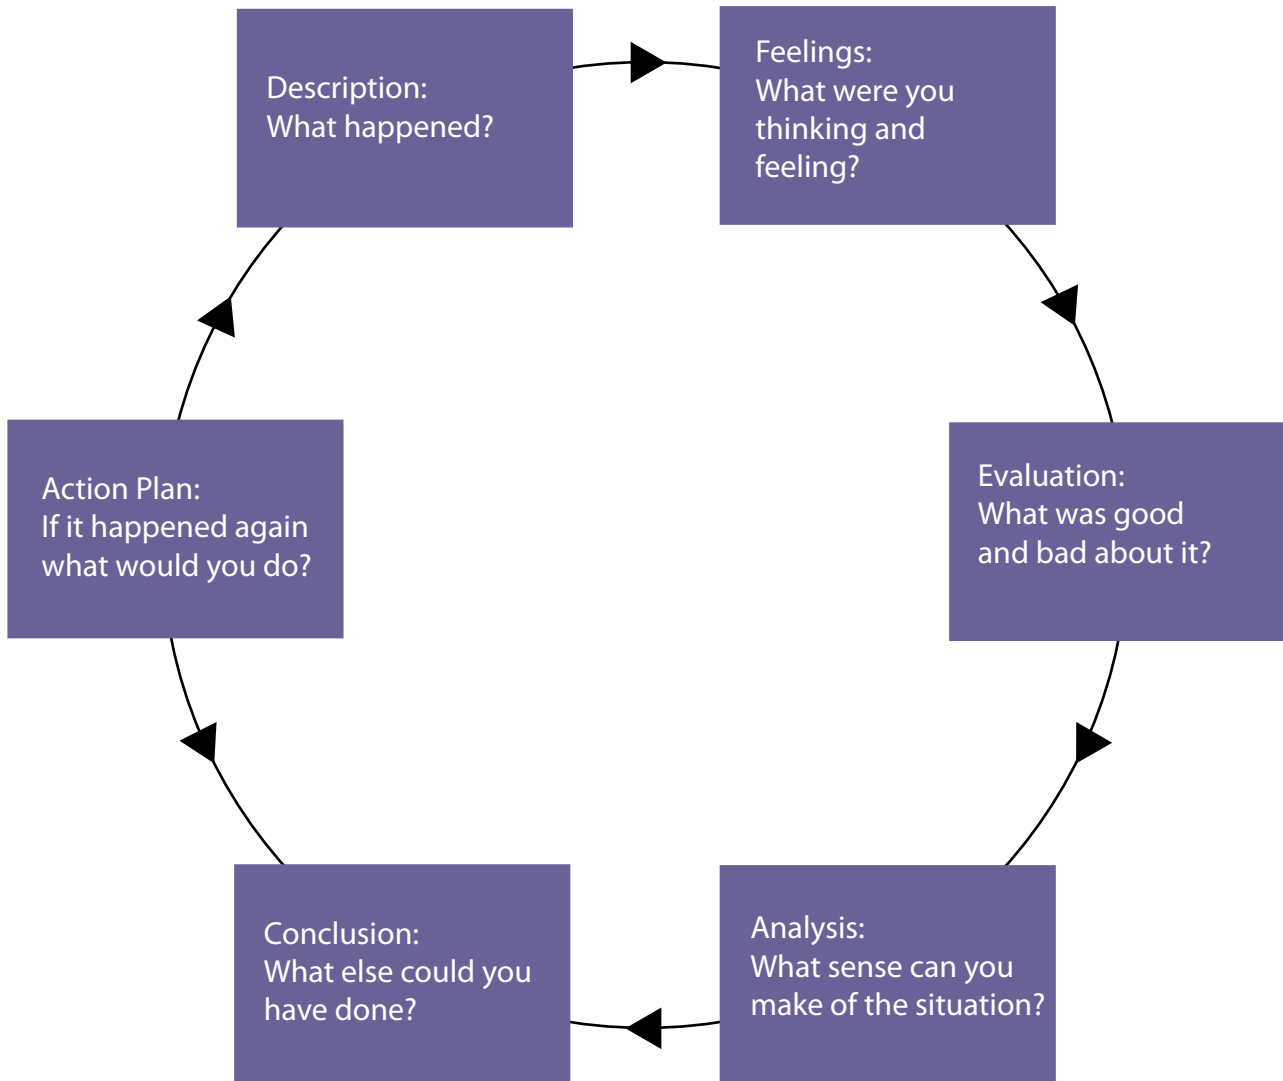 Description:
What happened?
Feelings:
What were you
thinking and
feeling?
Evaluation:
What was good
and bad about it?
Analysis:
What sense can you
make of the situation?
Conclusion:
What else could you
have done?
Action Plan:
If it happened again
what would you do?